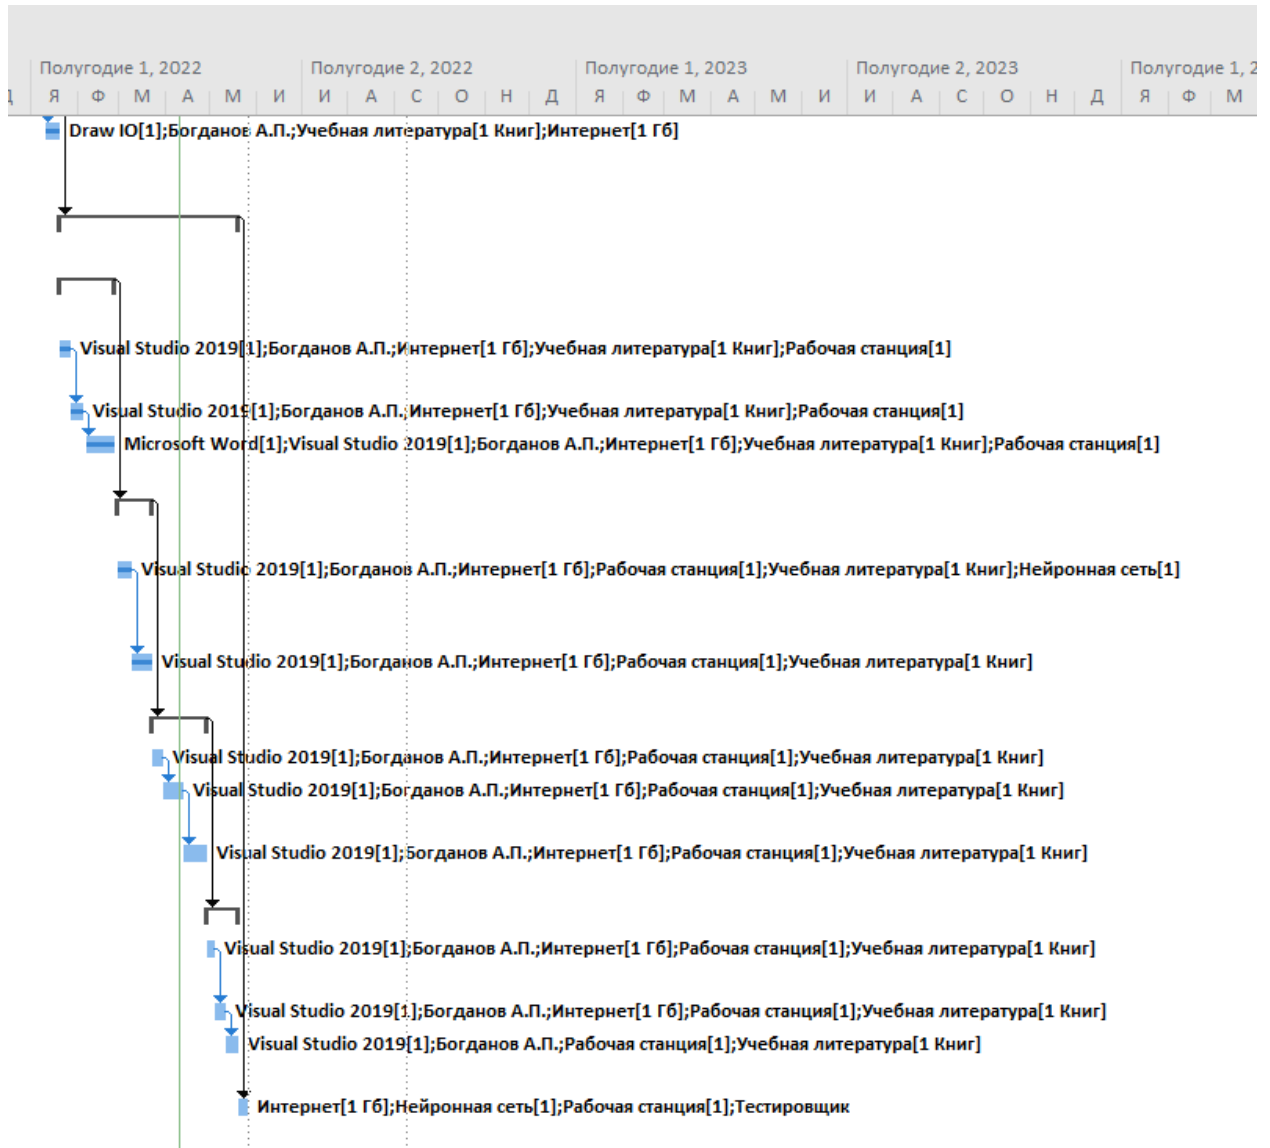 Полугодие 1, 2022 Полугодие 2, 2022 Полугодие 1, 2023 Полугодие 2, 2023 Полугодие 1, 2
Д Я Ф М А М И И А С О Н Д Я Ф М А М И И А С О Н Д Я Ф М
Draw IO[1];Богданов А.П.;Учебная литература[1 Книг];Интернет[1 Гб]
Visual Studio 2019[1];Богданов А.П.;Интернет[1 Гб];Учебная литература[1 Книг];Рабочая станция[1]
Visual Studio 2019[1];Богданов А.П.;Интернет[1 Гб];Учебная литература[1 Книг];Рабочая станция[1]
Microsoft Word[1];Visual Studio 2019[1];Богданов А.П.;Интернет[1 Гб];Учебная литература[1 Книг];Рабочая станция[1]
Visual Studio 2019[1];Богданов А.П.;Интернет[1 Гб];Рабочая станция[1];Учебная литература[1 Книг];Нейронная сеть[1]
Visual Studio 2019[1];Богданов А.П.;Интернет[1 Гб];Рабочая станция[1];Учебная литература[1 Книг]
Visual Studio 2019[1];Богданов А.П.;Интернет[1 Гб];Рабочая станция[1];Учебная литература[1 Книг]
Visual Studio 2019[1];Богданов А.П.;Интернет[1 Гб];Рабочая станция[1];Учебная литература[1 Книг]
Visual Studio 2019[1];Богданов А.П.;Интернет[1 Гб];Рабочая станция[1];Учебная литература[1 Книг]
Visual Studio 2019[1];Богданов А.П.;Интернет[1 Гб];Рабочая станция[1];Учебная литература[1 Книг]
Visual Studio 2019[1];Богданов А.П.;Интернет[1 Гб];Рабочая станция[1];Учебная литература[1 Книг]
Visual Studio 2019[1];Богданов А.П.;Рабочая станция[1];Учебная литература[1 Книг]
Интернет[1 Гб];Нейронная сеть[1];Рабочая станция[1];Тестировщик